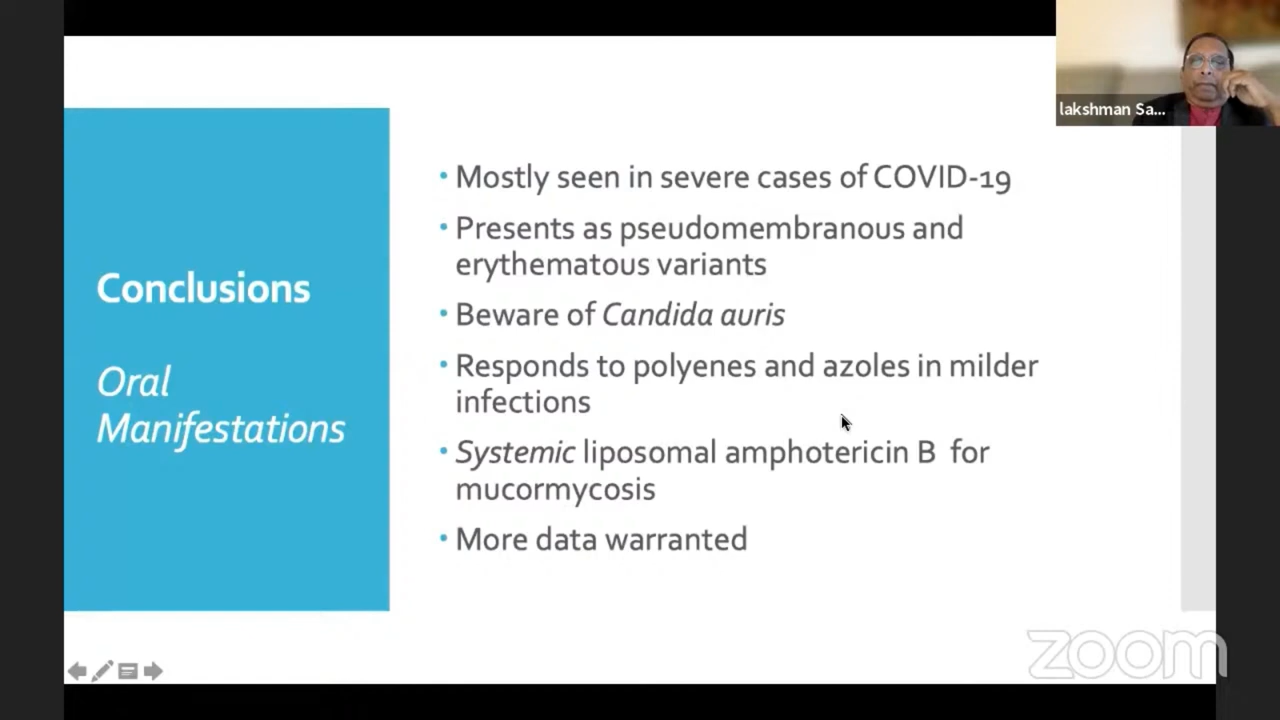 lakshman Sa...
Conclusions
Oral
Manifestations
• Mostly seen in severe cases of COVID-19
• Presents as pseudomembranous and
erythematous variants
• Beware of Candida auris
• Responds to polyenes and azoles in milder
infections
• Systemic liposomal amphotericin B for
mucormycosis
• More data warranted
zoom